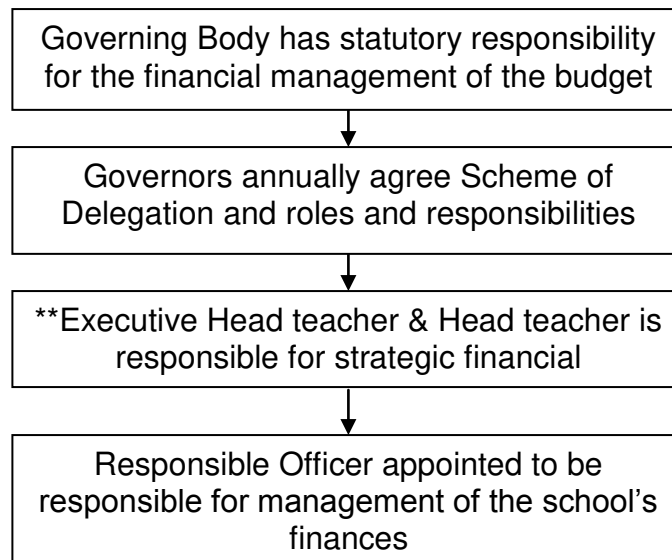 Governing Body has statutory responsibility
for the financial management of the budget
Governors annually agree Scheme of
Delegation and roles and responsibilities
**Executive Head teacher & Head teacher is
responsible for strategic financial
Responsible Officer appointed to be
responsible for management of the school's
finances